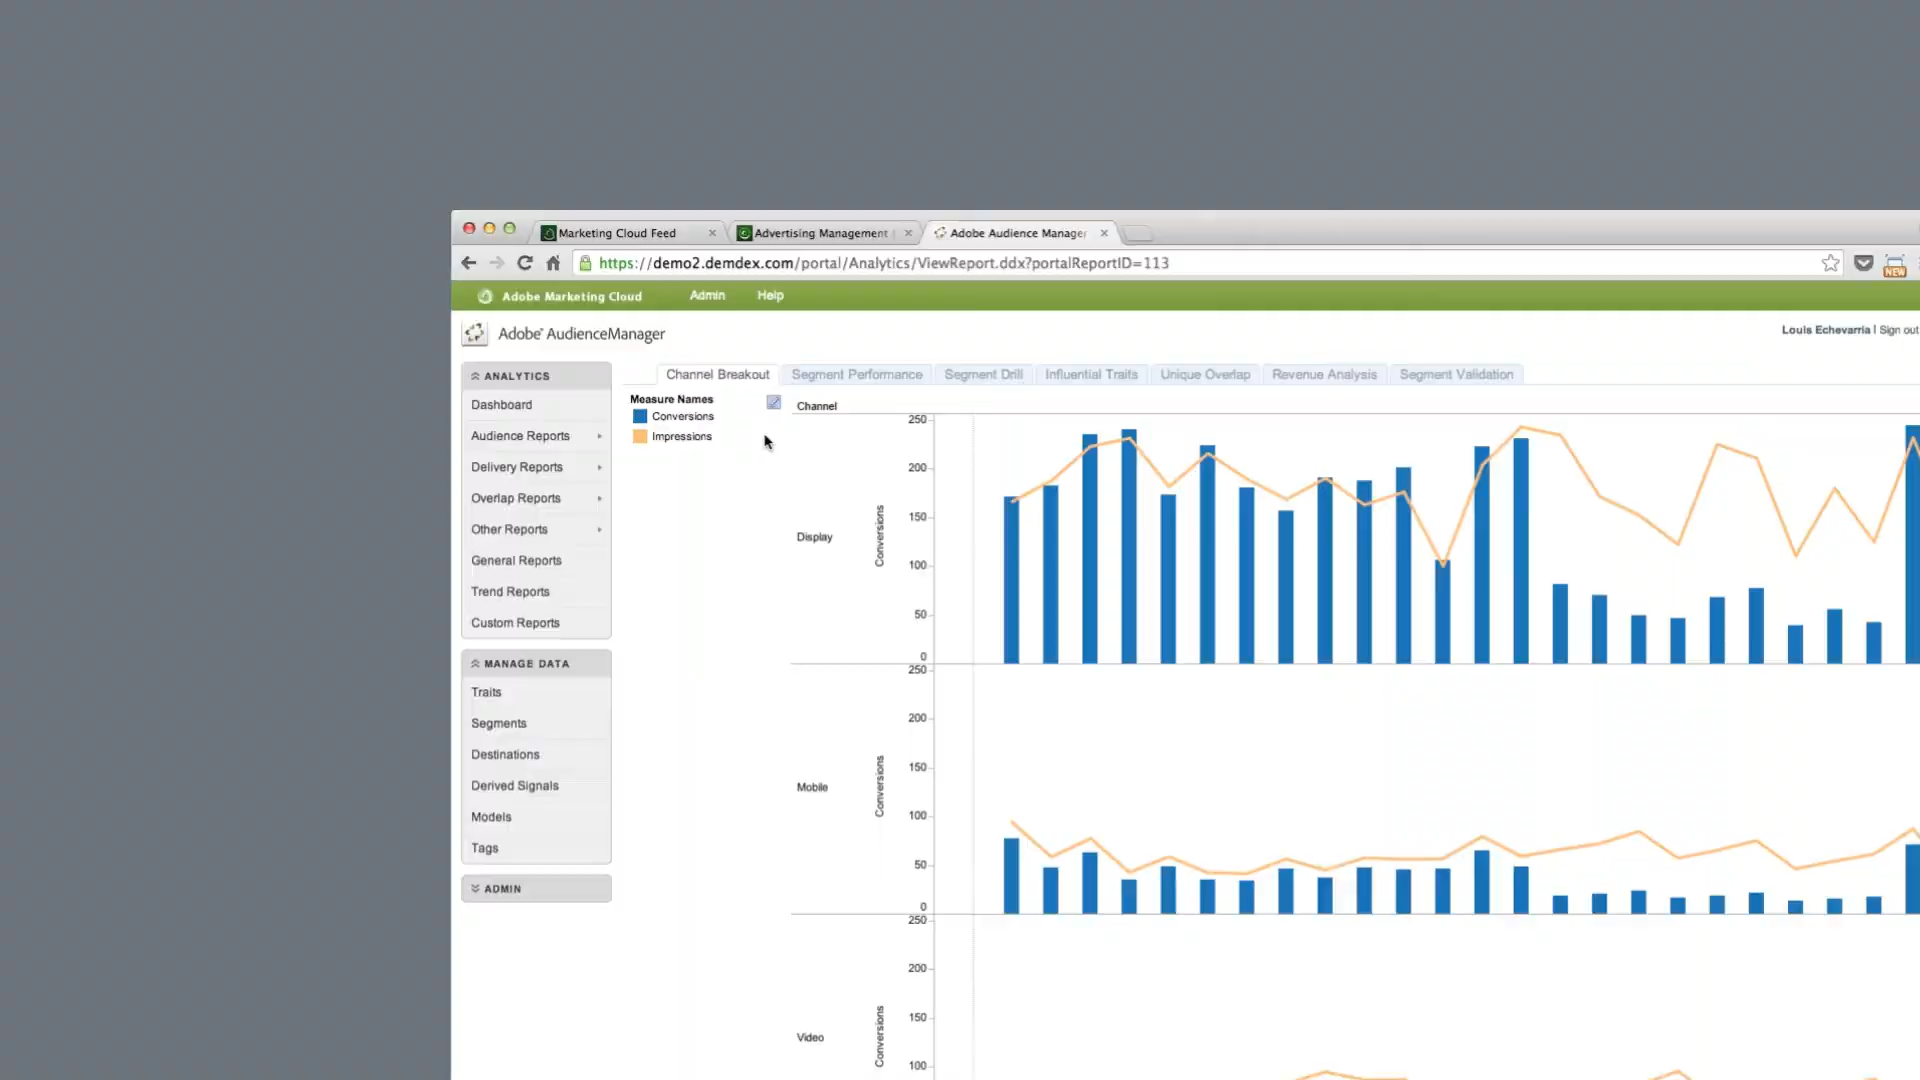 Marketing Cloud Feed
Advertising Management
Adobe Audience Manager
https://demo2.demdex.com/portal/Analytics/ViewReport.ddx?portalReportID=113
NEW
Adobe Marketing Cloud Admin Help
Adobe® AudienceManager
Louis Echevarria | Sign out
ANALYTICS
Dashboard
Audience Reports
Delivery Reports
Overlap Reports
Other Reports
General Reports
Trend Reports
Custom Reports
MANAGE DATA
Traits
Segments
Destinations
Derived Signals
Models
Tags
ADMIN
Channel Breakout Segment Performance Segment Drill Influential Traits Unique Overlap Revenue Analysis Segment Validation
Measure Names
Conversions
Impressions
Channel
Display
Conversions
250
200
150
100
50
0
Mobile
Conversions
250
200
150
100
50
0
Video
Conversions
250
200
150
100